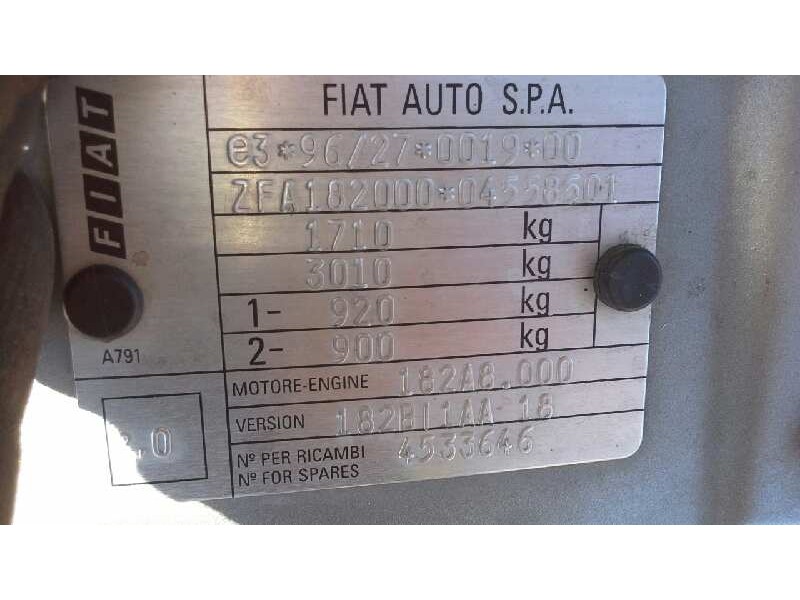 FIAT
FIAT AUTO S.P.A.
e3*96/27*0019*00
ZFA182000*04558501
1710 kg
3010 kg
1- 920 kg
2- 900 kg
A791
MOTORE-ENGINE 182A8.000
VERSION 182BI1AA 18
Nº PER RICAMBI
Nº FOR SPARES 4533646